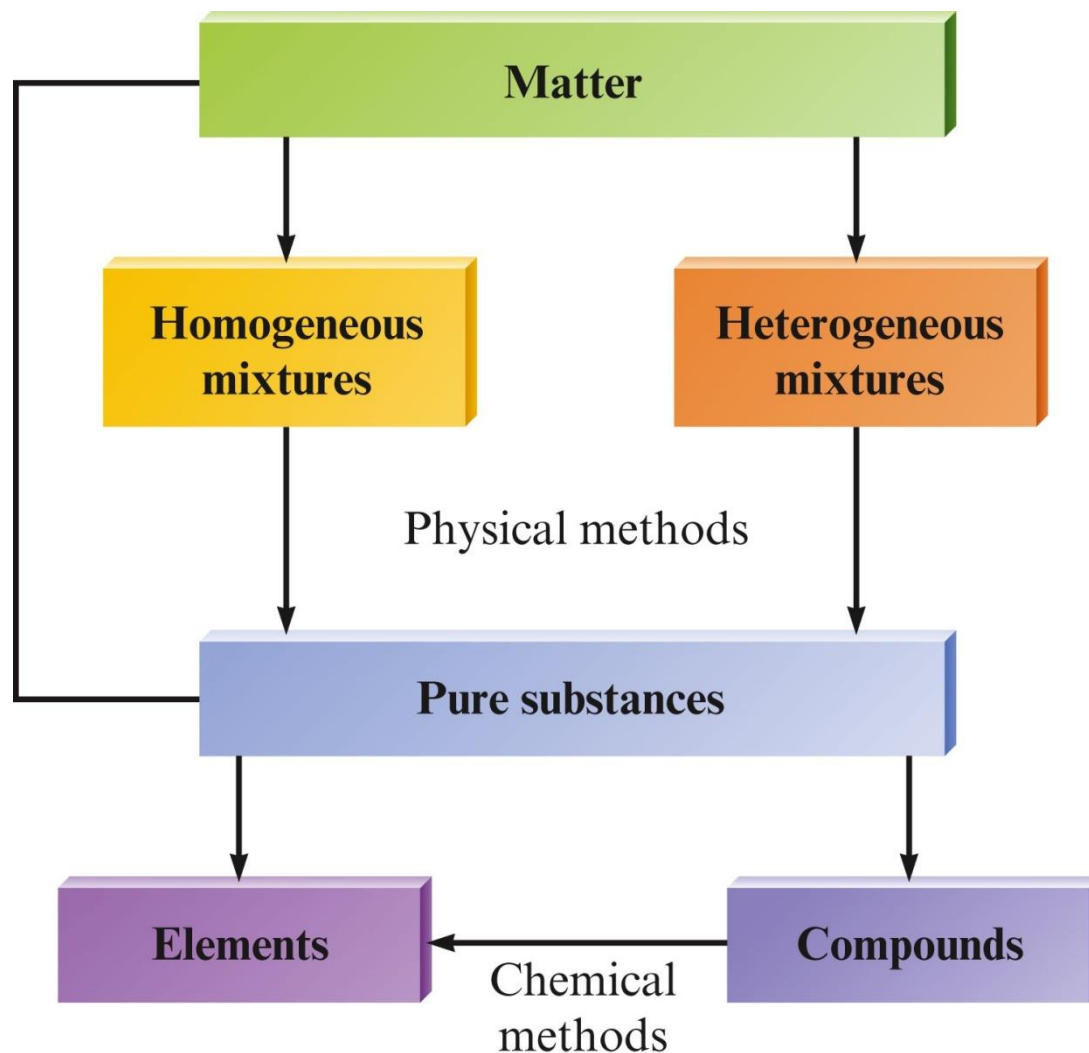 Matter
Homogeneous
mixtures
Heterogeneous
mixtures
Physical methods
Pure substances
Elements
Compounds
Chemical
methods